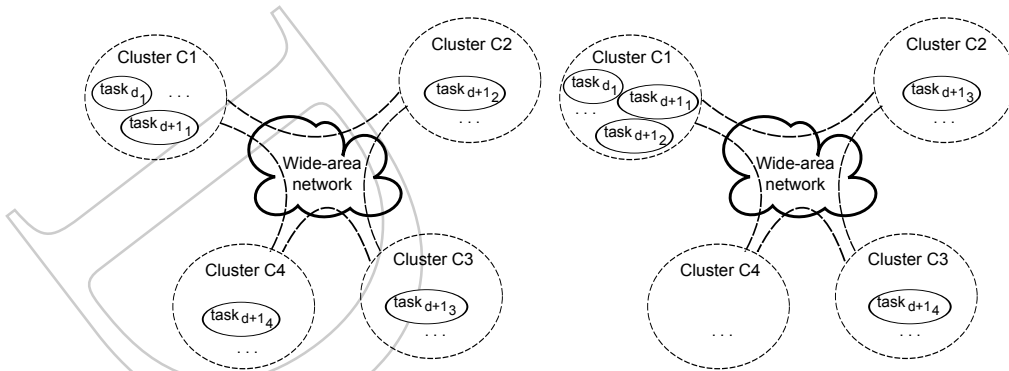 Cluster C1
task d1
. . .
task d+1 1
Cluster C2
task d+1 2
. . .
Wide-area
network
Cluster C4
task d+1 4
. . .
Cluster C3
task d+1 3
. . .
Cluster C1
task d1
task d+1 1
. . .
task d+1 2
Cluster C2
task d+1 3
. . .
Wide-area
network
Cluster C4
. . .
Cluster C3
task d+1 4
. . .